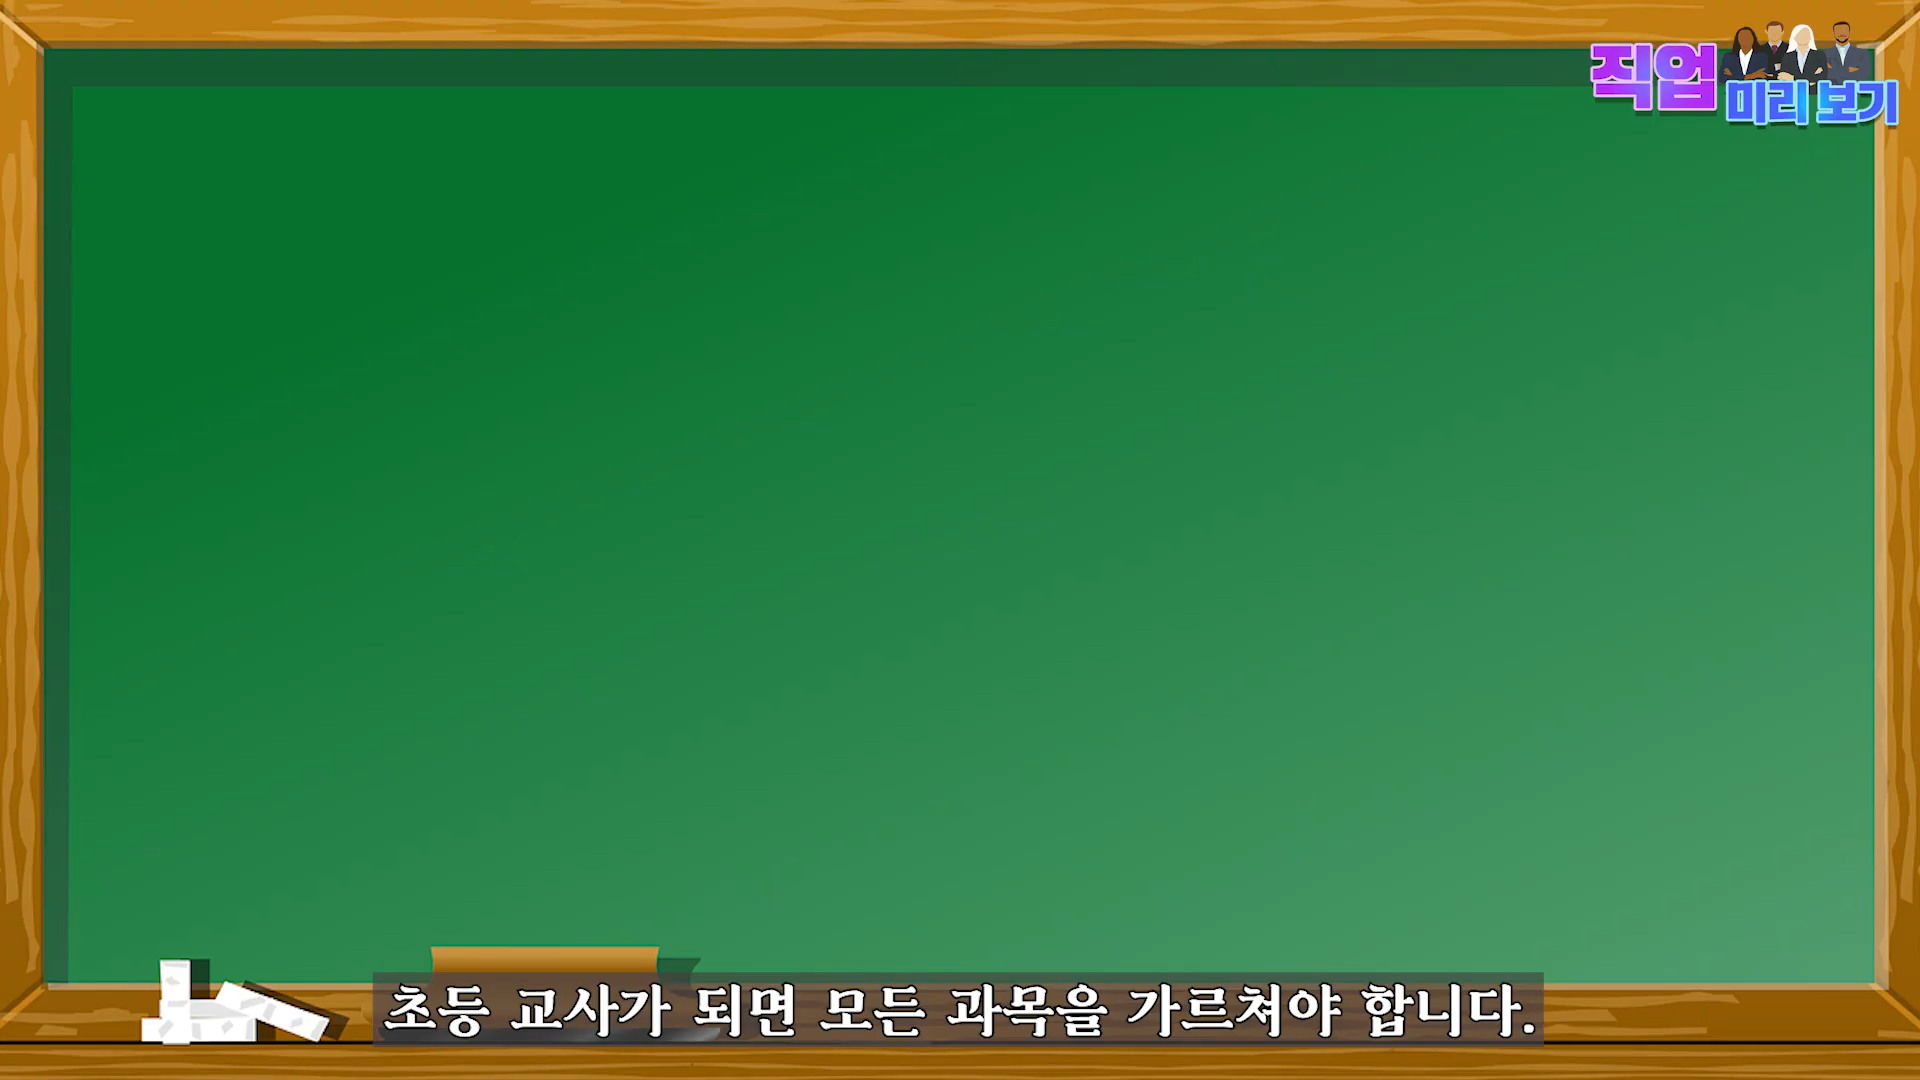 직업
미리 보기
초등 교사가 되면 모든 과목을 가르쳐야 합니다.